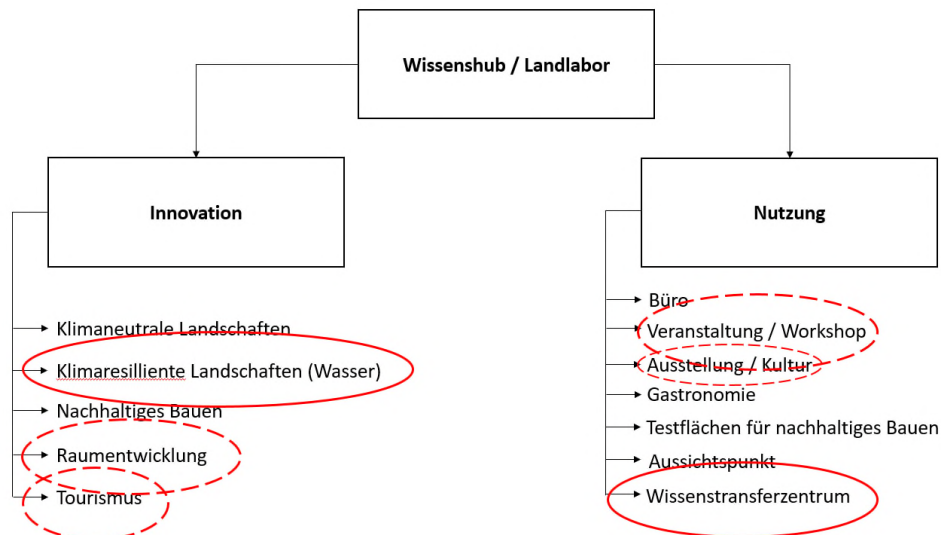 Wissenshub / Landlabor
Innovation
Klimaneutrale Landschaften
Klimaresilliente Landschaften (Wasser)
Nachhaltiges Bauen
Raumentwicklung
Tourismus
Nutzung
Büro
Veranstaltung / Workshop
Ausstellung / Kultur
Gastronomie
Testflächen für nachhaltiges Bauen
Aussichtspunkt
Wissenstransferzentrum